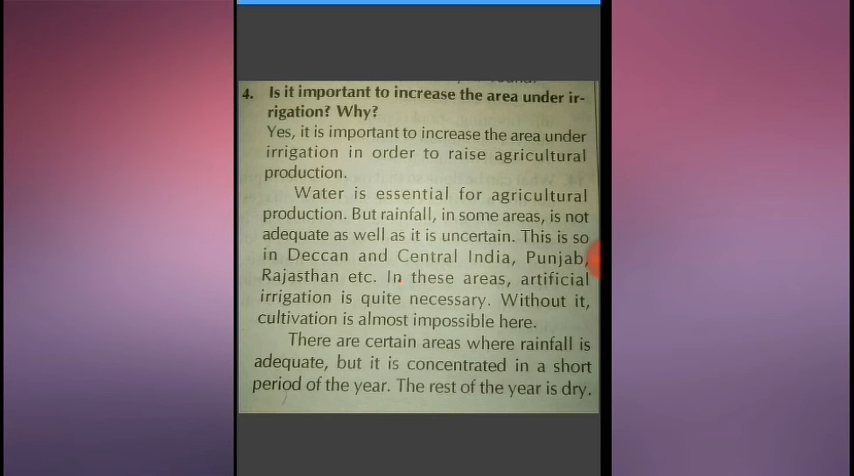 4. Is it important to increase the area under ir-
rigation? Why?
Yes, it is important to increase the area under
irrigation in order to raise agricultural
production.
Water is essential for agricultural
production. But rainfall, in some areas, is not
adequate as well as it is uncertain. This is so
in Deccan and Central India, Punjab,
Rajasthan etc. In these areas, artificial
irrigation is quite necessary. Without it,
cultivation is almost impossible here.
There are certain areas where rainfall is
adequate, but it is concentrated in a short
period of the year. The rest of the year is dry.